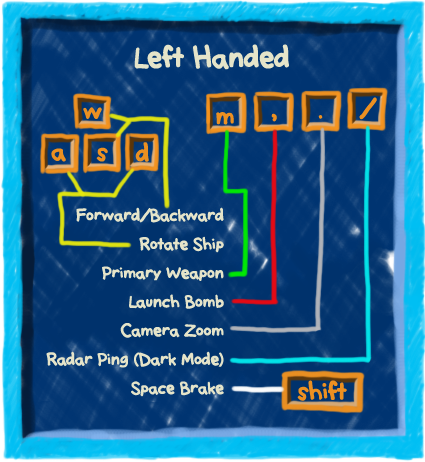 Left Handed
w m , . /
a s d
Forward/Backward
Rotate Ship
Primary Weapon
Launch Bomb
Camera Zoom
Radar Ping (Dark Mode)
Space Brake shift